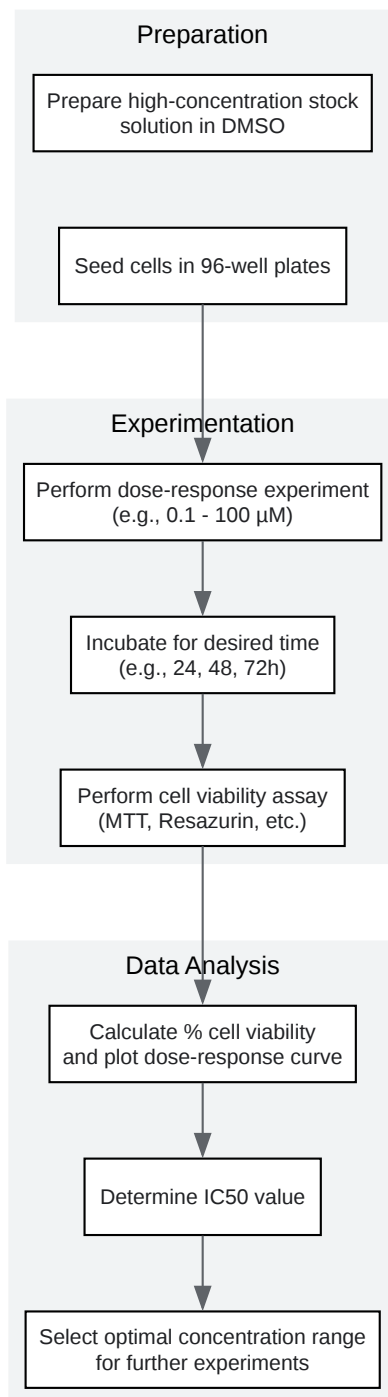 Preparation
Prepare high-concentration stock
solution in DMSO
Seed cells in 96-well plates
Experimentation
Perform dose-response experiment
(e.g., 0.1 - 100 µM)
Incubate for desired time
(e.g., 24, 48, 72h)
Perform cell viability assay
(MTT, Resazurin, etc.)
Data Analysis
Calculate % cell viability
and plot dose-response curve
Determine IC50 value
Select optimal concentration range
for further experiments